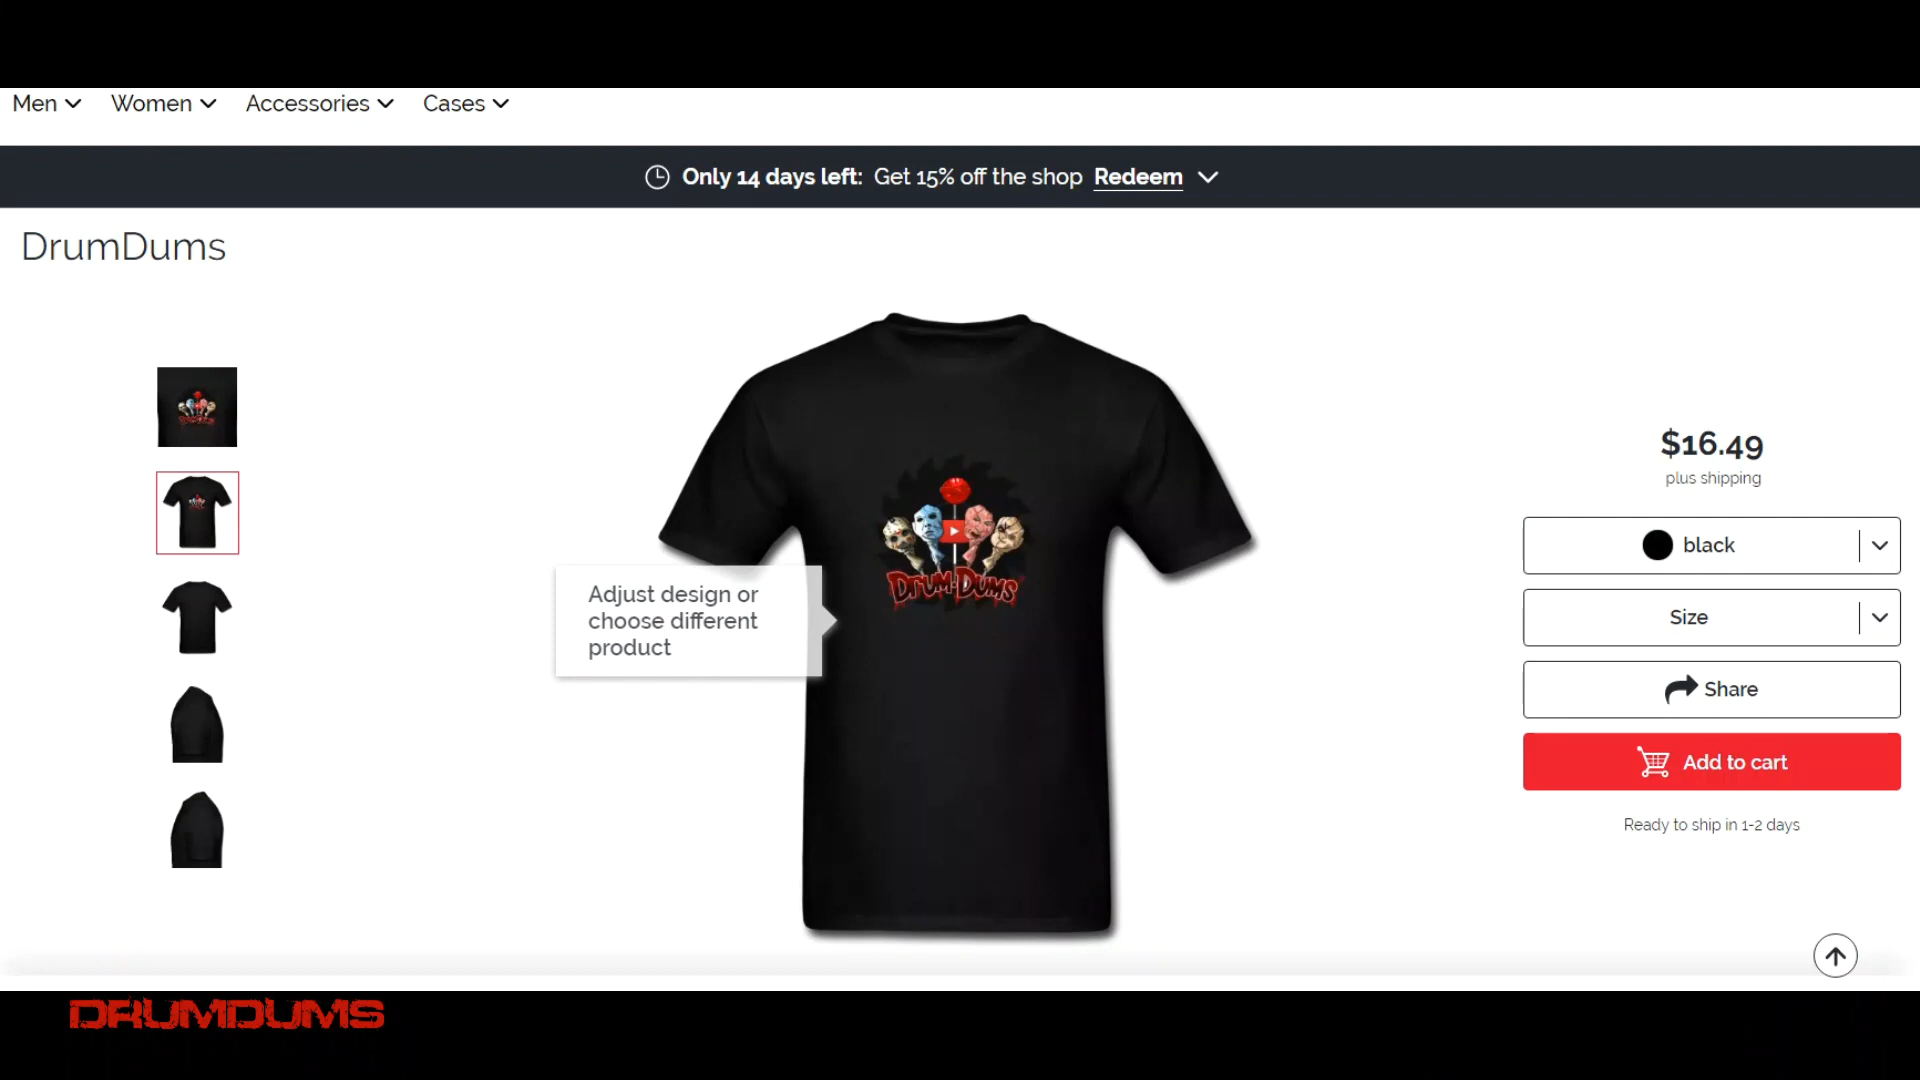 Men
Women
Accessories
Cases
Only 14 days left: Get 15% off the shop Redeem
DrumDums
$16.49
plus shipping
black
DRUM-DUMS
Adjust design or
choose different
product
Size
Share
Add to cart
Ready to ship in 1-2 days
DRUMDUMS